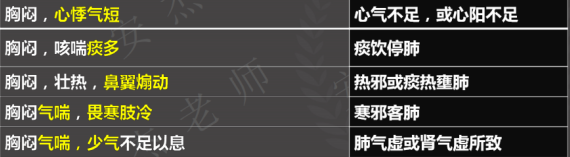 胸闷，心悸气短 心气不足，或心阳不足
胸闷，咳喘痰多 痰饮停肺
胸闷，壮热，鼻翼煽动 热邪或痰热壅肺
胸闷气喘，畏寒肢冷 寒邪客肺
胸闷气喘，少气不足以息 肺气虚或肾气虚所致